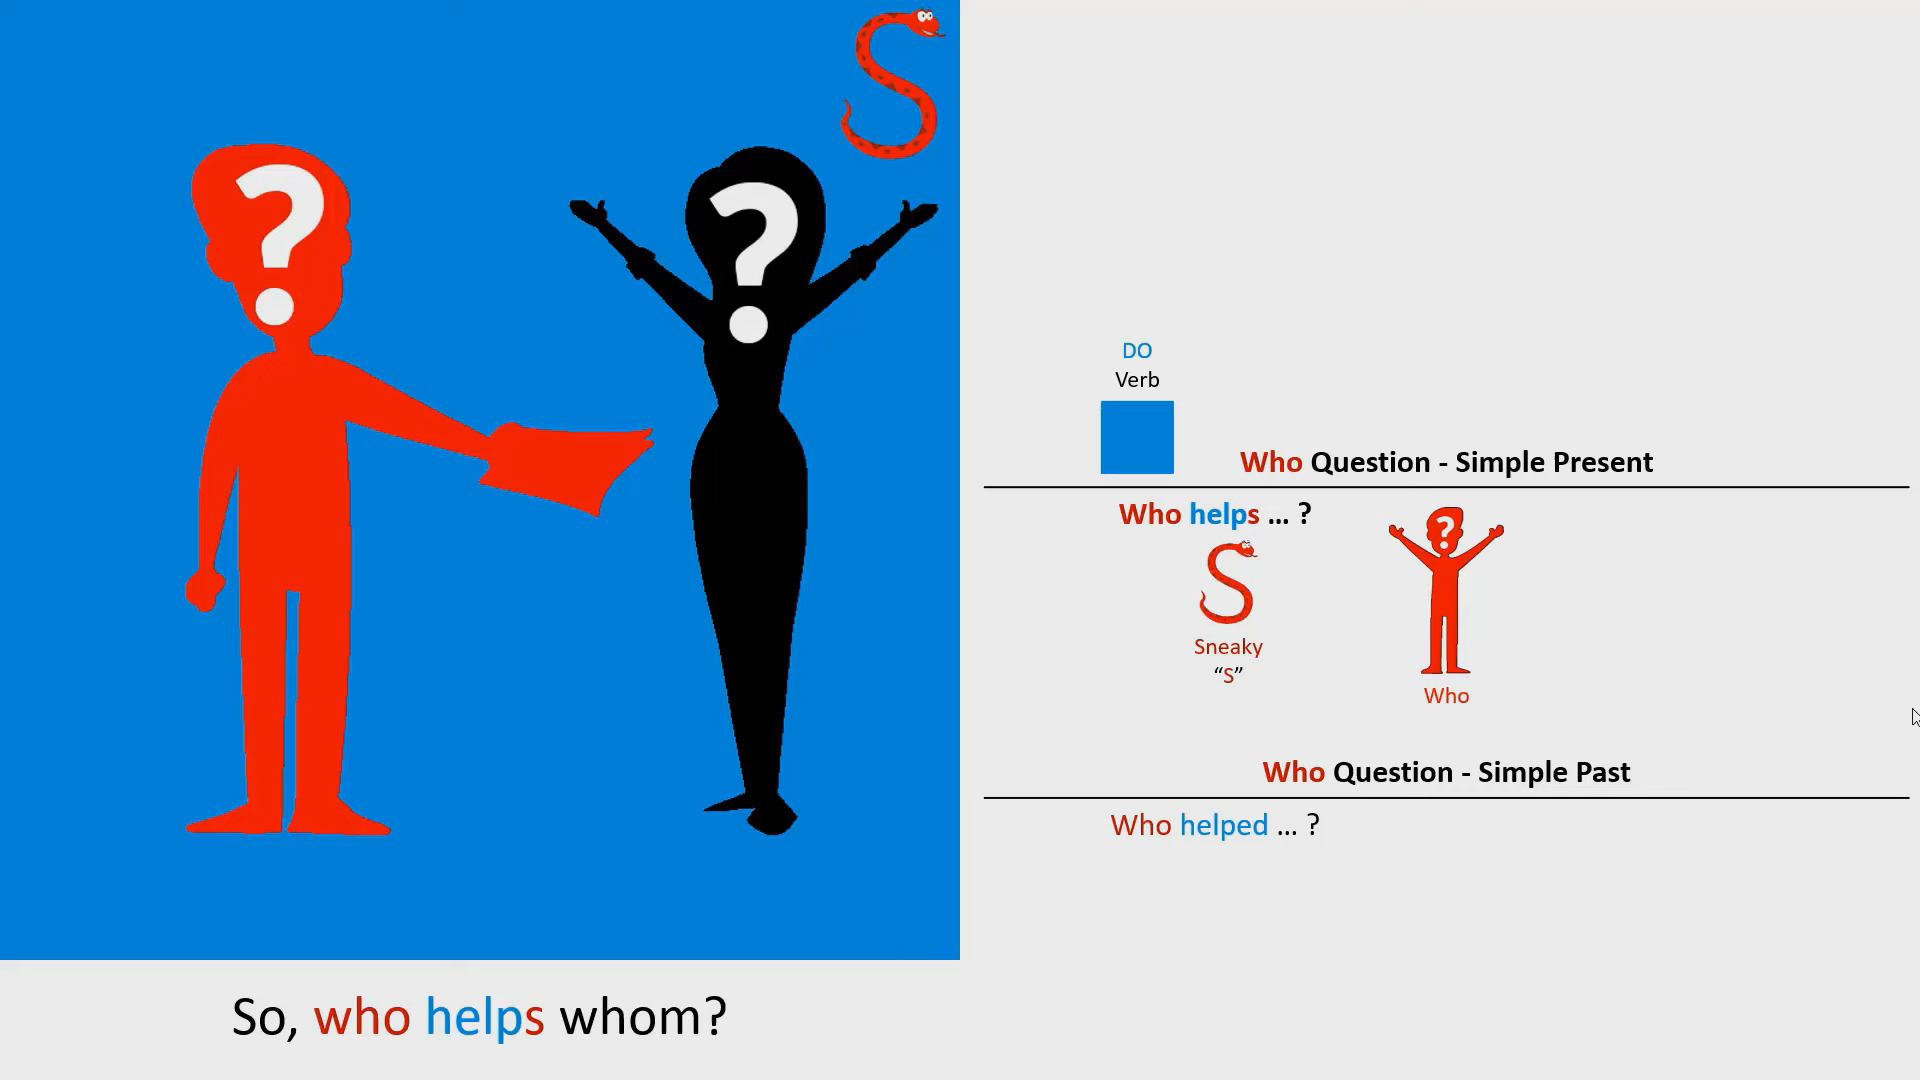 So, who helps whom?
DO
Verb
Who Question - Simple Present
Who helps ... ?
Sneaky
“S”
Who
Who Question - Simple Past
Who helped ... ?